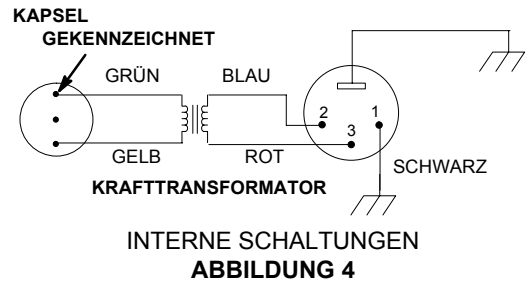 KAPSEL
GEKENNZEICHNET
GRÜN
BLAU
2
1
3
GELB
ROT
SCHWARZ
KRAFTTRANSFORMATOR
INTERNE SCHALTUNGEN
ABBILDUNG 4